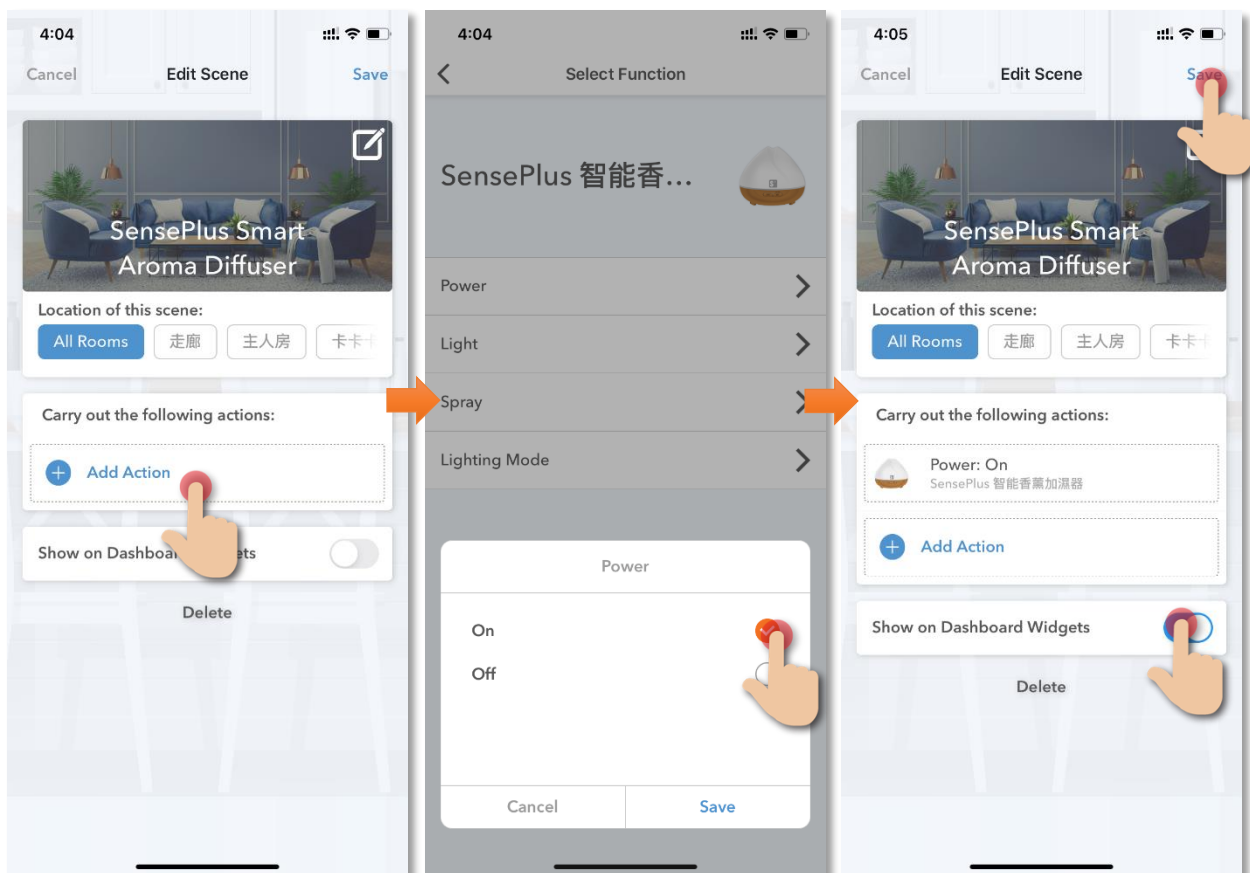 4:04
Cancel
Edit Scene
Save
SensePlus Smart
Aroma Diffuser
Location of this scene:
All Rooms
走廊
主人房
卡卡
Carry out the following actions:
Add Action
Show on Dashboard
Delete
4:04
Select Function
SensePlus 智能香...
Power
Light
Spray
Lighting Mode
Power
On
Off
Cancel
Save
4:05
Cancel
Edit Scene
Save
SensePlus Smart
Aroma Diffuser
Location of this scene:
All Rooms
走廊
主人房
卡卡
Carry out the following actions:
Power: On
SensePlus 智能香薰加濕器
Add Action
Show on Dashboard Widgets
Delete